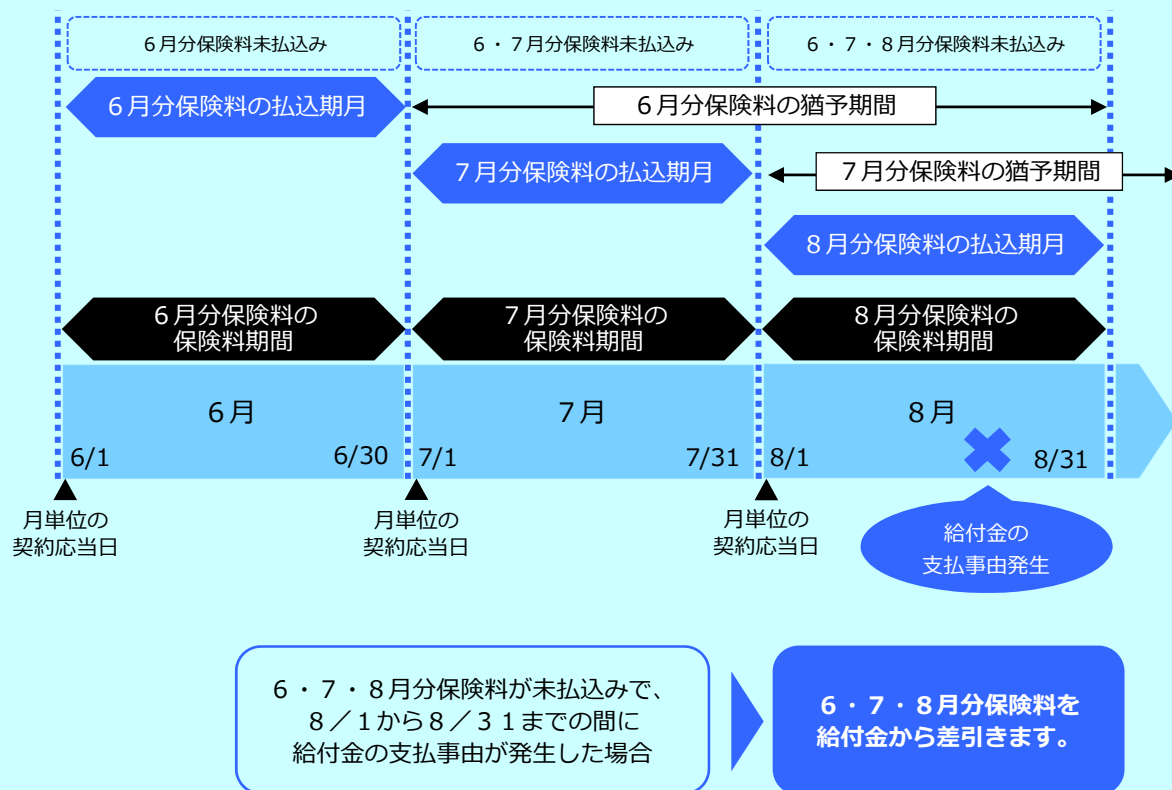 6月分保険料未払込み
6・7月分保険料未払込み
6・7・8月分保険料未払込み
6月分保険料の払込期月
6月分保険料の猶予期間
7月分保険料の払込期月
7月分保険料の猶予期間
8月分保険料の払込期月
6月分保険料の
保険料期間
7月分保険料の
保険料期間
8月分保険料の
保険料期間
6月
7月
8月
6/1
6/30
7/1
7/31
8/1
8/31
月単位の
契約応当日
月単位の
契約応当日
月単位の
契約応当日
給付金の
支払事由発生
6・7・8月分保険料が未払込みで、
8/1から8/31までの間に
給付金の支払事由が発生した場合
6・7・8月分保険料を
給付金から差引きます。